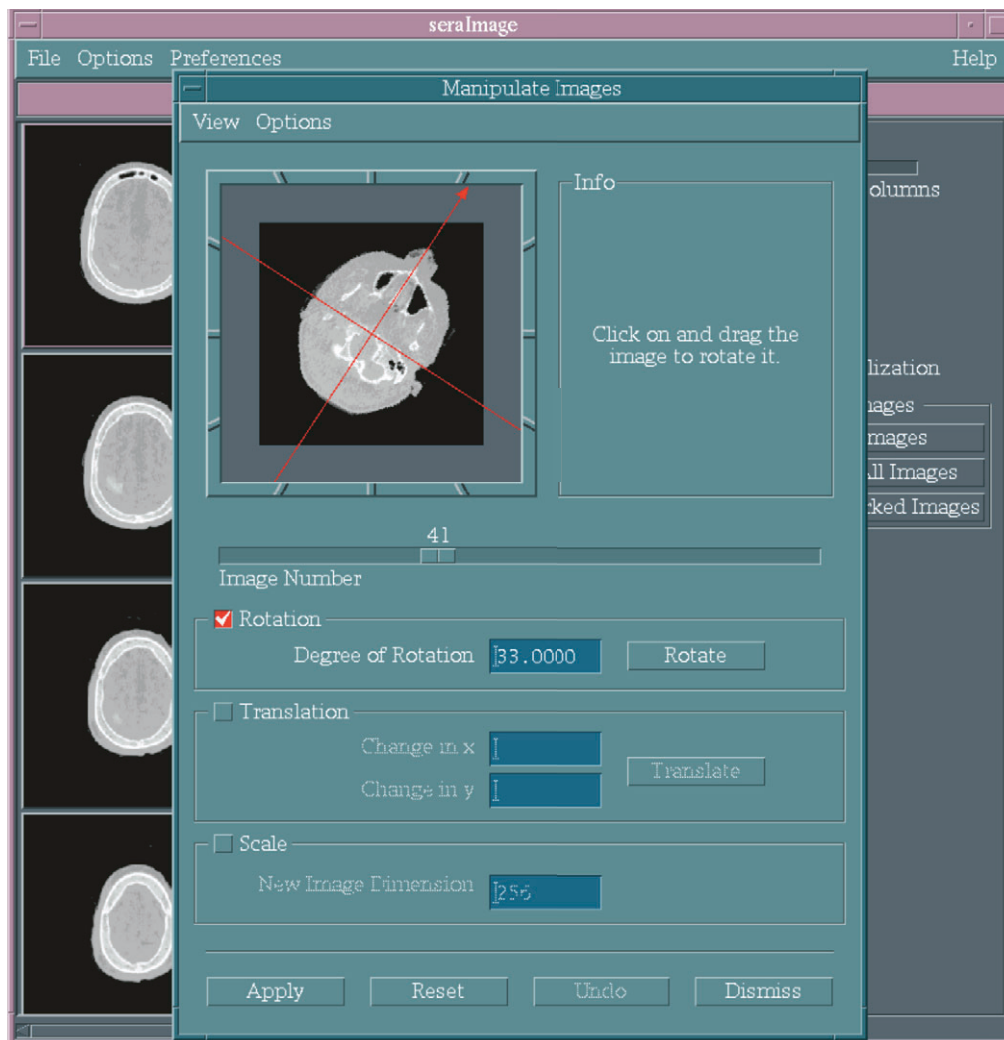 seraImage
File Options Preferences Help
Manipulate Images
View Options
Info
Click on and drag the
image to rotate it.
olumns
lization
nages
mages
All Images
rked Images
41
Image Number
Rotation
Degree of Rotation 33.0000 Rotate
Translation
Change in x
Translate
Change in y
Scale
New Image Dimension 256
Apply Reset Undo Dismiss